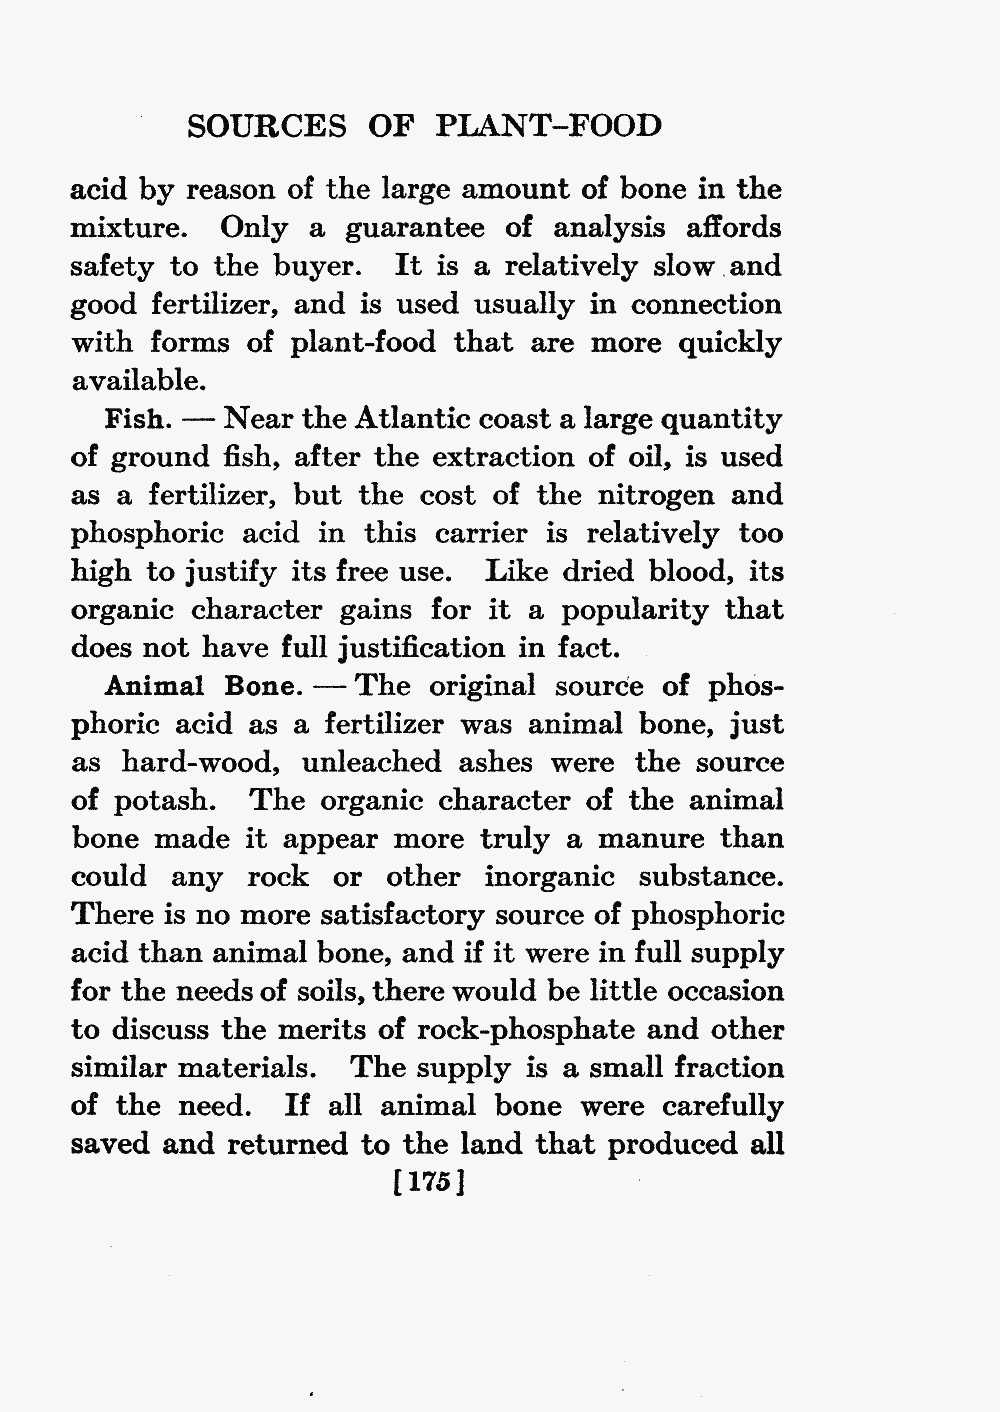 SOURCES OF PLANT-FOOD
acid by reason of the large amount of bone in the
mixture. Only a guarantee of analysis affords
safety to the buyer. It is a relatively slow and
good fertilizer, and is used usually in connection
with forms of plant-food that are more quickly
available.
Fish. — Near the Atlantic coast a large quantity
of ground fish, after the extraction of oil, is used
as a fertilizer, but the cost of the nitrogen and
phosphoric acid in this carrier is relatively too
high to justify its free use. Like dried blood, its
organic character gains for it a popularity that
does not have full justification in fact.
Animal Bone. — The original source of phos-
phoric acid as a fertilizer was animal bone, just
as hard-wood, unleached ashes were the source
of potash. The organic character of the animal
bone made it appear more truly a manure than
could any rock or other inorganic substance.
There is no more satisfactory source of phosphoric
acid than animal bone, and if it were in full supply
for the needs of soils, there would be little occasion
to discuss the merits of rock-phosphate and other
similar materials. The supply is a small fraction
of the need. If all animal bone were carefully
saved and returned to the land that produced all
[175]